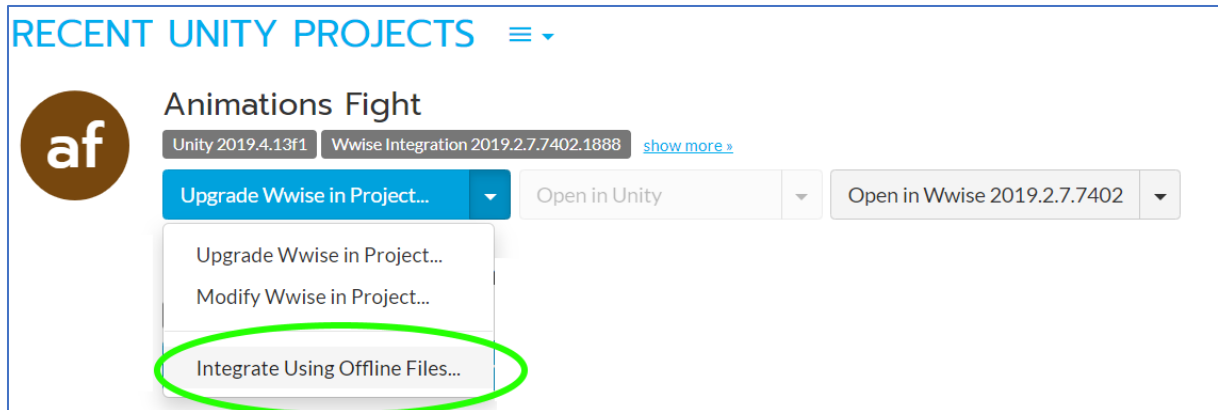 RECENT UNITY PROJECTS
af
Animations Fight
Unity 2019.4.13f1 Wwise Integration 2019.2.7.7402.1888 show more »
Upgrade Wwise in Project... Open in Unity Open in Wwise 2019.2.7.7402
Upgrade Wwise in Project...
Modify Wwise in Project...
Integrate Using Offline Files...